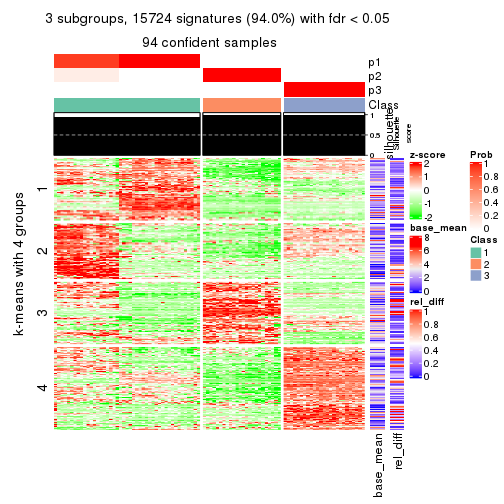 3 subgroups, 15724 signatures (94.0%) with fdr < 0.05
94 confident samples
p1
p2
p3
Class
silhouette
Silhouette
score
1
0.5
0
k-means with 4 groups
1
2
3
4
base_mean
rel_diff
z-score
2
1
0
-1
-2
base_mean
8
6
4
2
0
rel_diff
1
0.8
0.6
0.4
0.2
0
Prob
1
0.8
0.6
0.4
0.2
0
Class
1
2
3